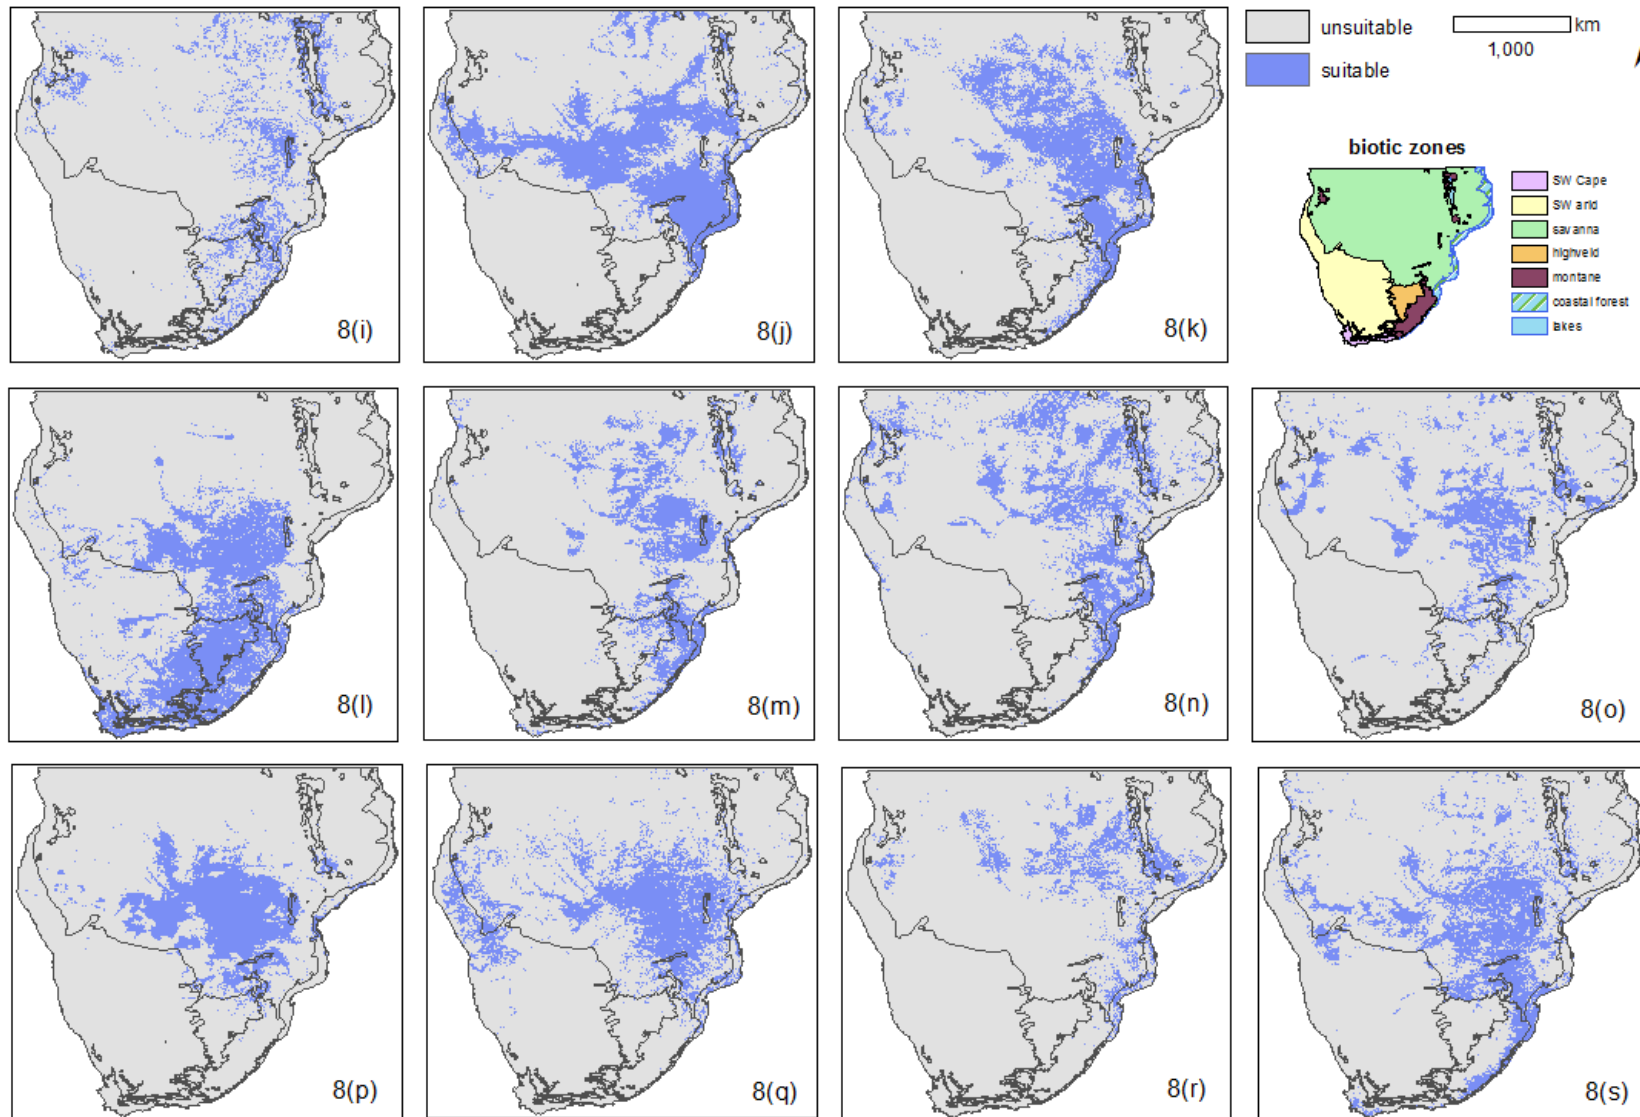 unsuitable
suitable
km
1,000
biotic zones
SW Cape
SW arid
savanna
highveld
montane
coastal forest
lakes
8(i)
8(j)
8(k)
8(l)
8(m)
8(n)
8(o)
8(p)
8(q)
8(r)
8(s)